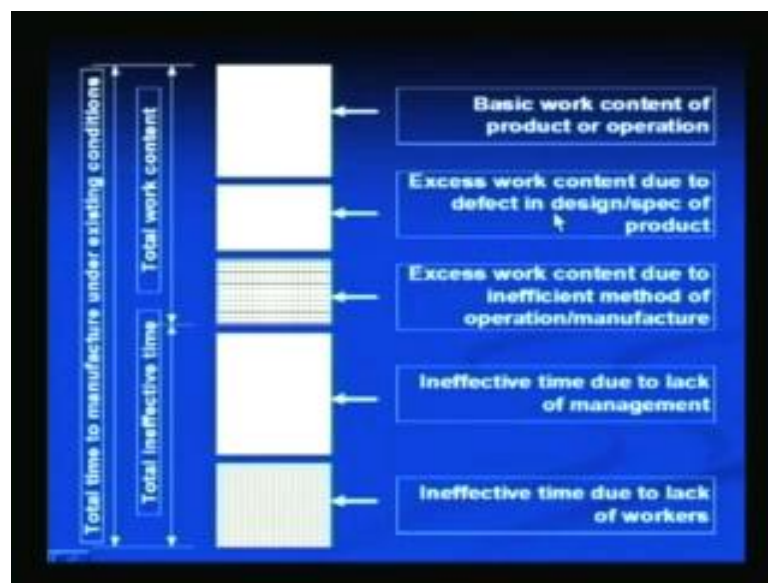 Total time to manufacture under existing conditions
Total work content
Total ineffective time
Basic work content of
product or operation
Excess work content due to
defect in design/spec of
product
Excess work content due to
inefficient method of
operation/manufacture
Ineffective time due to lack
of management
Ineffective time due to lack
of workers